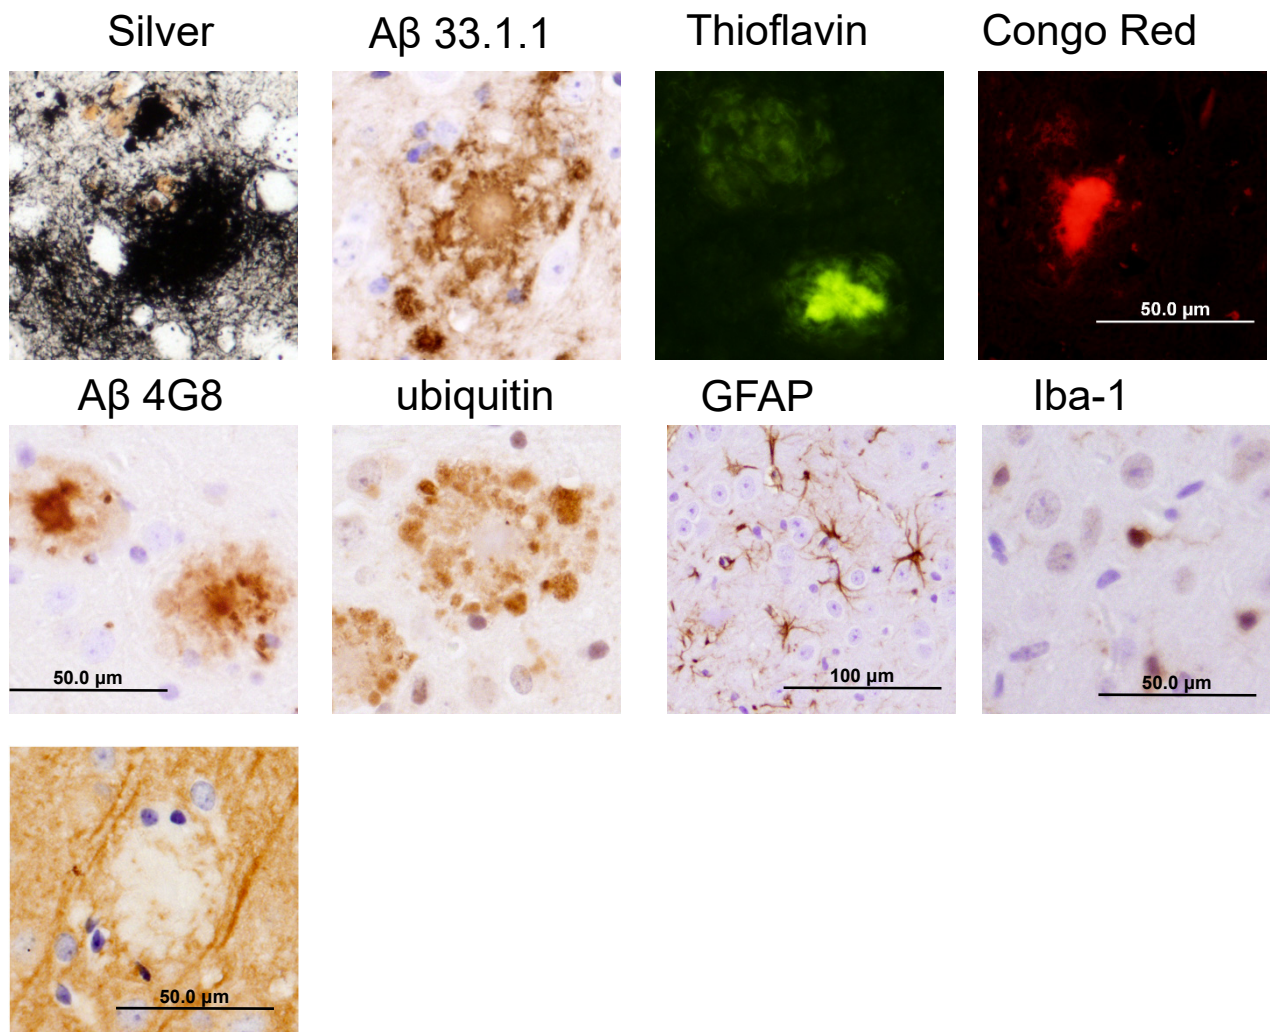 Silver Aβ 33.1.1 Thioflavin Congo Red
50.0 µm
Aβ 4G8 ubiquitin GFAP Iba-1
50.0 µm 100 µm 50.0 µm
50.0 µm